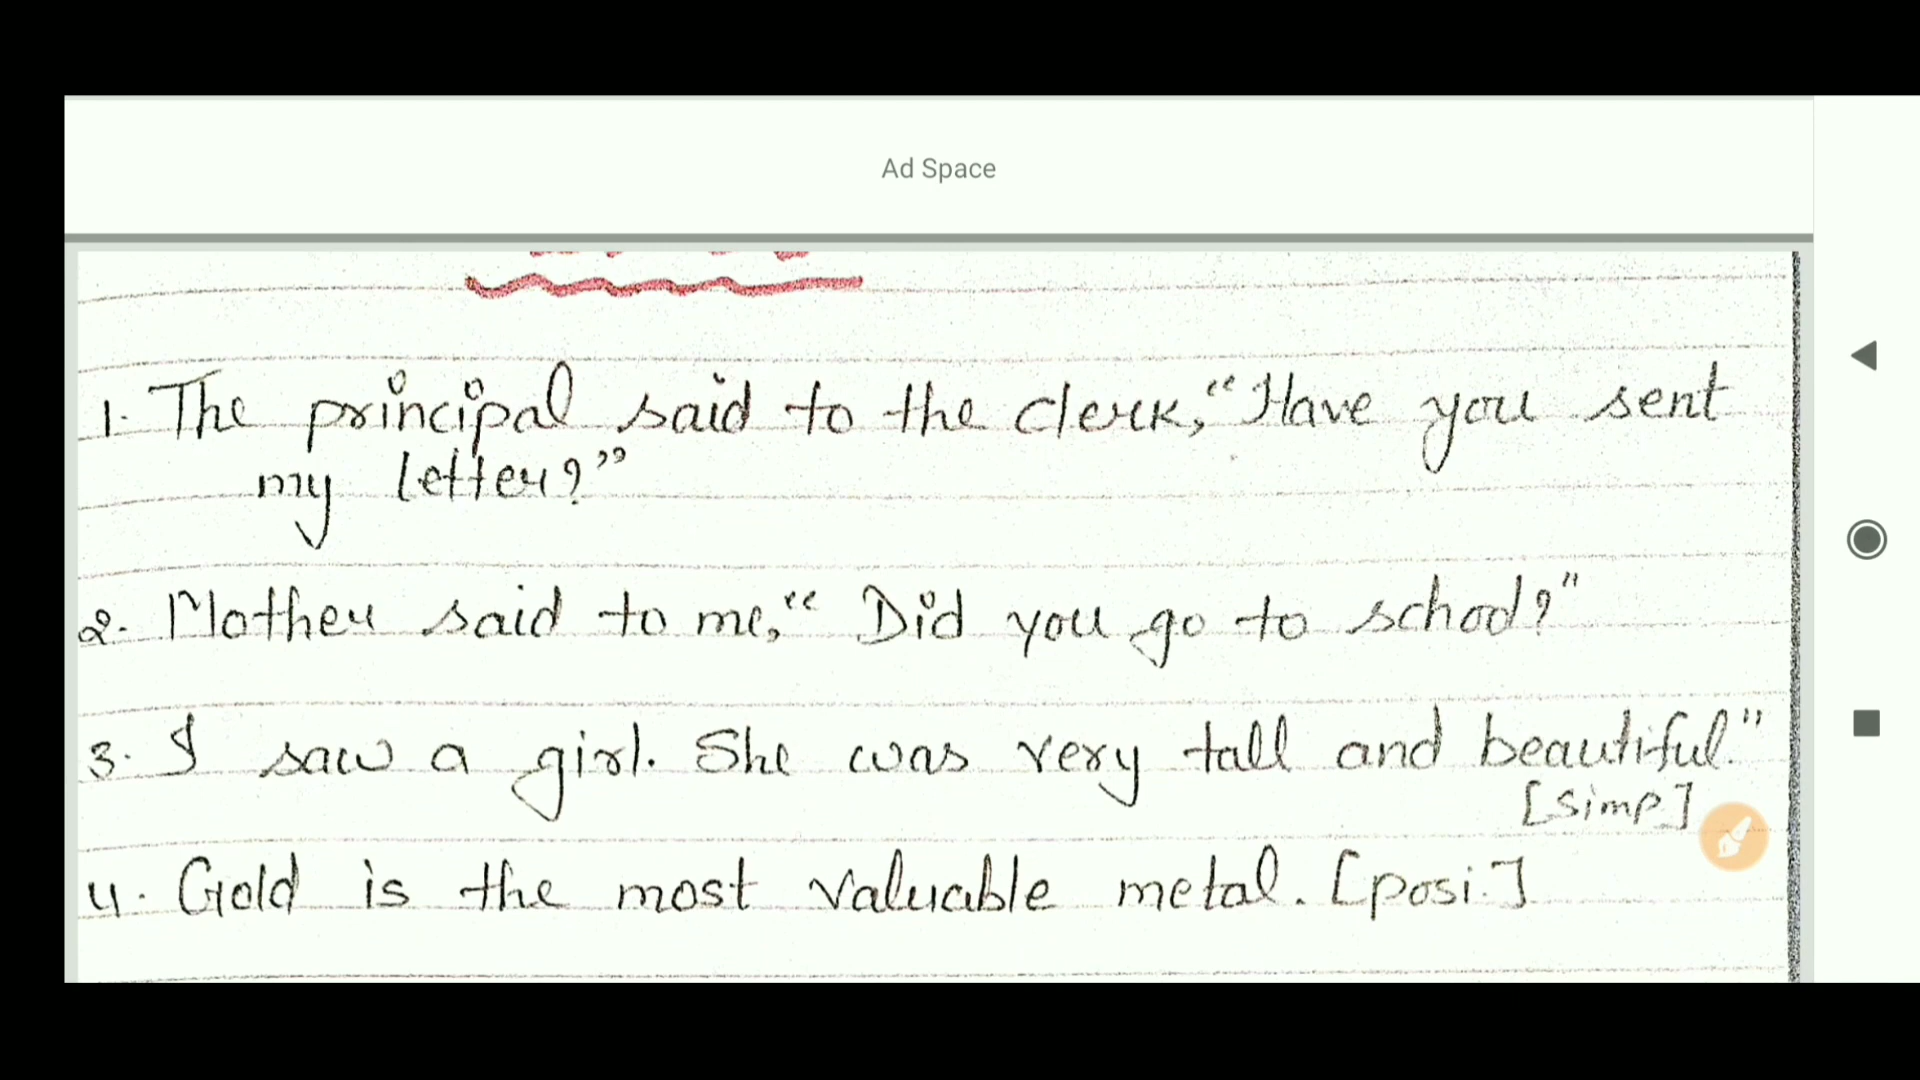 Ad Space
1. The principal said to the clerk, "Have you sent
my letter?"
2. Mother said to me, "Did you go to school?"
3. I saw a girl. She was very tall and beautiful."
[simp]
4. Gold is the most valuable metal. [posi.]